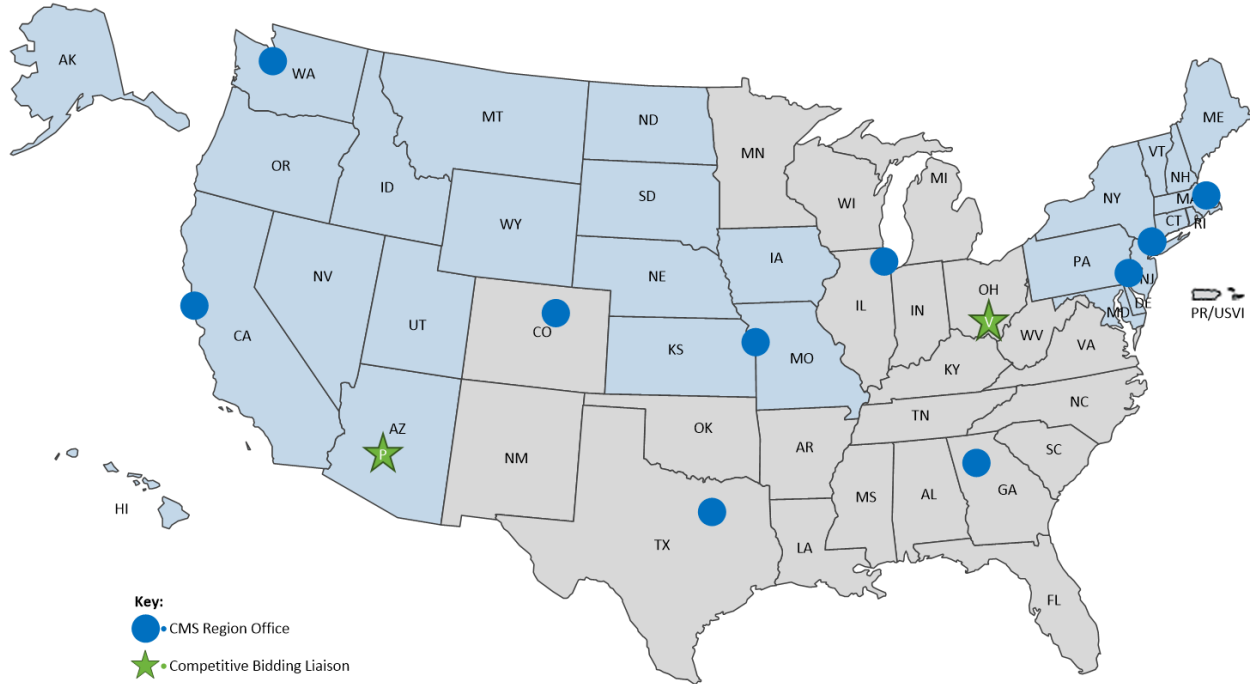 AK
WA
MT
ND
MN
ME
VT
NH
OR
ID
SD
WI
MI
NY
MA
CT
RI
WY
IA
PA
NV
NE
IL
IN
OH
NJ
DE
MD
PR/USVI
CA
UT
CO
KS
MO
WV
VA
V
KY
NC
TN
AZ
P
NM
OK
AR
SC
MS
AL
GA
HI
TX
LA
FL
Key:
CMS Region Office
Competitive Bidding Liaison